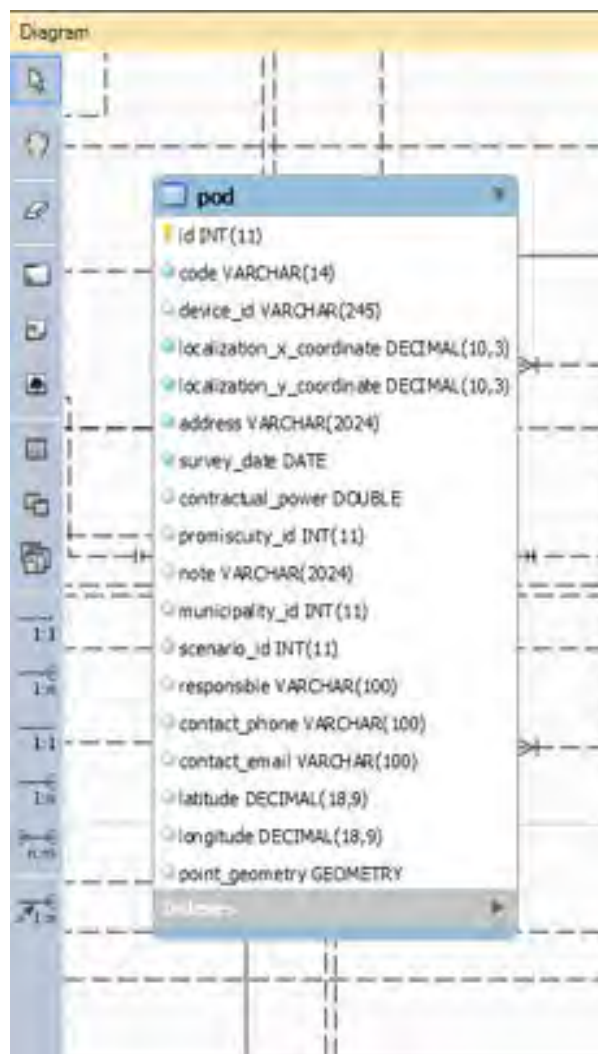 Diagram
pod
id INT(11)
code VARCHAR(14)
device_id VARCHAR(245)
localization_x_coordinate DECIMAL(10,3)
localization_y_coordinate DECIMAL(10,3)
address VARCHAR(2024)
survey_date DATE
contractual_power DOUBLE
promiscuity_id INT(11)
note VARCHAR(2024)
municipality_id INT(11)
scenario_id INT(11)
responsible VARCHAR(100)
contact_phone VARCHAR(100)
contact_email VARCHAR(100)
latitude DECIMAL(18,9)
longitude DECIMAL(18,9)
point_geometry GEOMETRY
Indexes
1:1
1:n
1:1
1:n
n:m